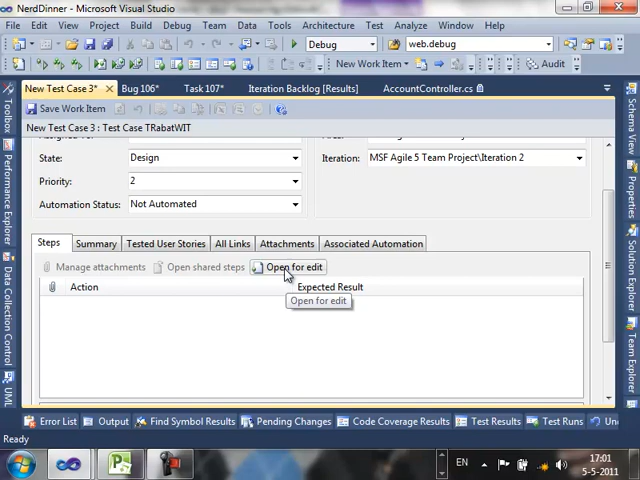 NerdDinner - Microsoft Visual Studio
File Edit View Project Build Debug Team Data Tools Architecture Test Analyze Window Help
Debug web.debug
New Work Item Audit
New Test Case 3* Bug 106* Task 107* Iteration Backlog [Results] AccountController.cs
Save Work Item
New Test Case 3 : Test Case TRabatWIT
State: Design Iteration: MSF Agile 5 Team Project\Iteration 2
Priority: 2
Automation Status: Not Automated
Steps Summary Tested User Stories All Links Attachments Associated Automation
Manage attachments Open shared steps Open for edit
Action Expected Result
Open for edit
Toolbox
Performance Explorer
Data Collection Control
UML
Schema View
Properties
Solution Explorer
Team Explorer
Error List Output Find Symbol Results Pending Changes Code Coverage Results Test Results Test Runs
Ready
EN 17:01
5-5-2011